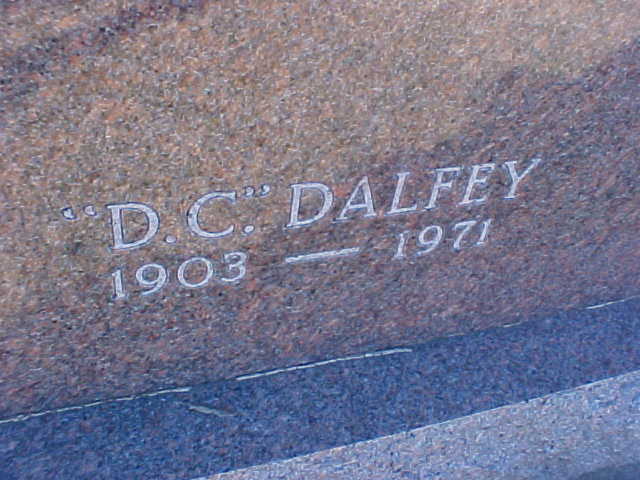 "D.C." DALFEY
1903 — 1971